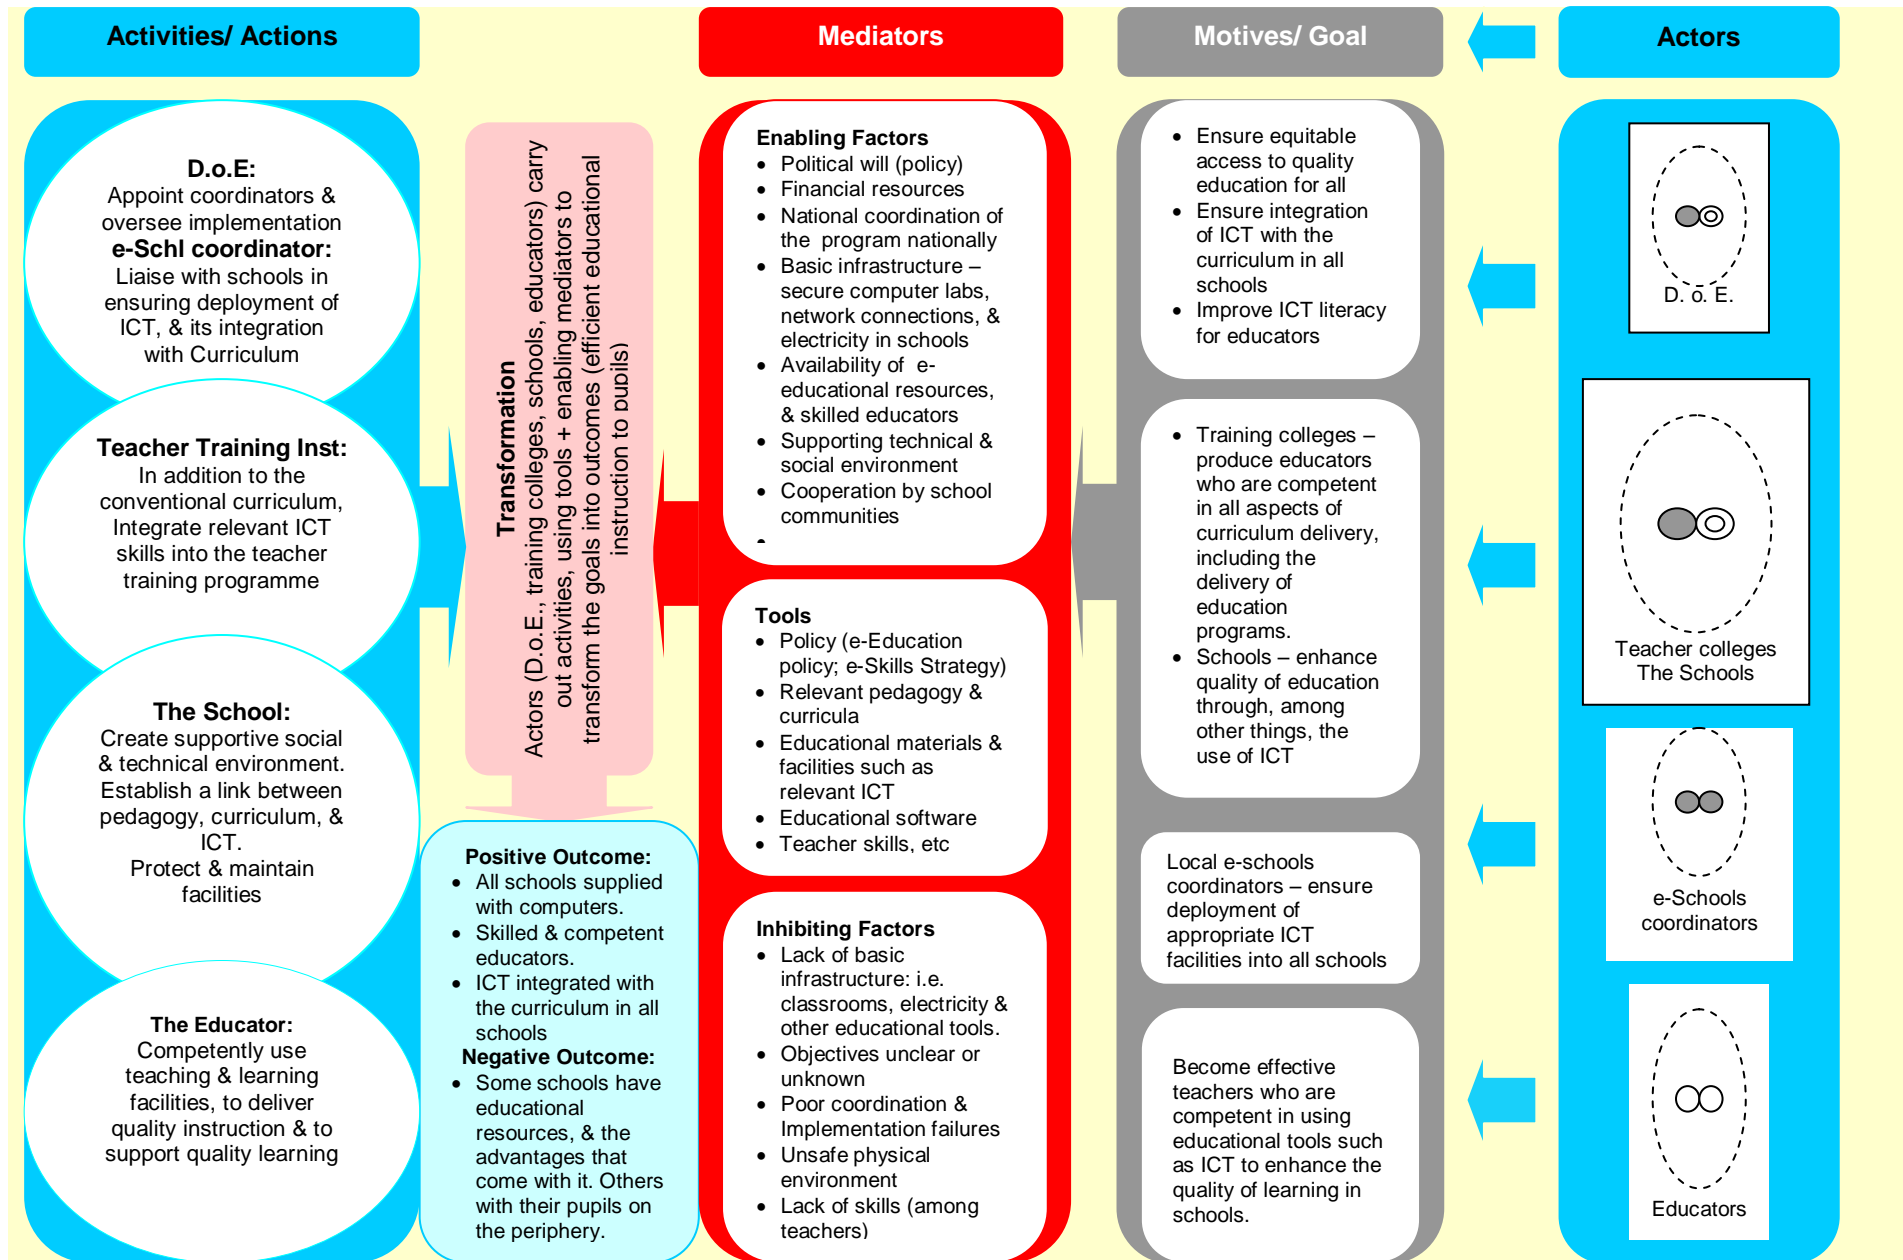 Activities/ Actions
Mediators
Motives/ Goal
Actors
D.o.E:
Appoint coordinators &
oversee implementation
e-Schl coordinator:
Liaise with schools in
ensuring deployment of
ICT, & its integration
with Curriculum
Teacher Training Inst:
In addition to the
conventional curriculum,
Integrate relevant ICT
skills into the teacher
training programme
The School:
Create supportive social
& technical environment.
Establish a link between
pedagogy, curriculum, &
ICT.
Protect & maintain
facilities
The Educator:
Competently use
teaching & learning
facilities, to deliver
quality instruction & to
support quality learning
Transformation
Actors (D.o.E., training colleges, schools, educators) carry
out activities, using tools + enabling mediators to
transform the goals into outcomes (efficient educational
instruction to pupils)
Positive Outcome:
• All schools supplied
with computers.
• Skilled & competent
educators.
• ICT integrated with
the curriculum in all
schools
Negative Outcome:
• Some schools have
educational
resources, & the
advantages that
come with it. Others
with their pupils on
the periphery.
Enabling Factors
• Political will (policy)
• Financial resources
• National coordination of
the program nationally
• Basic infrastructure –
secure computer labs,
network connections, &
electricity in schools
• Availability of e-
educational resources,
& skilled educators
• Supporting technical &
social environment
• Cooperation by school
communities
•
Tools
• Policy (e-Education
policy; e-Skills Strategy)
• Relevant pedagogy &
curricula
• Educational materials &
facilities such as
relevant ICT
• Educational software
• Teacher skills, etc
Inhibiting Factors
• Lack of basic
infrastructure: i.e.
classrooms, electricity &
other educational tools.
• Objectives unclear or
unknown
• Poor coordination &
Implementation failures
• Unsafe physical
environment
• Lack of skills (among
teachers)
• Ensure equitable
access to quality
education for all
• Ensure integration
of ICT with the
curriculum in all
schools
• Improve ICT literacy
for educators
• Training colleges –
produce educators
who are competent
in all aspects of
curriculum delivery,
including the
delivery of
education
programs.
• Schools – enhance
quality of education
through, among
other things, the
use of ICT
Local e-schools
coordinators – ensure
deployment of
appropriate ICT
facilities into all schools
Become effective
teachers who are
competent in using
educational tools such
as ICT to enhance the
quality of learning in
schools.
D. o. E.
Teacher colleges
The Schools
e-Schools
coordinators
Educators